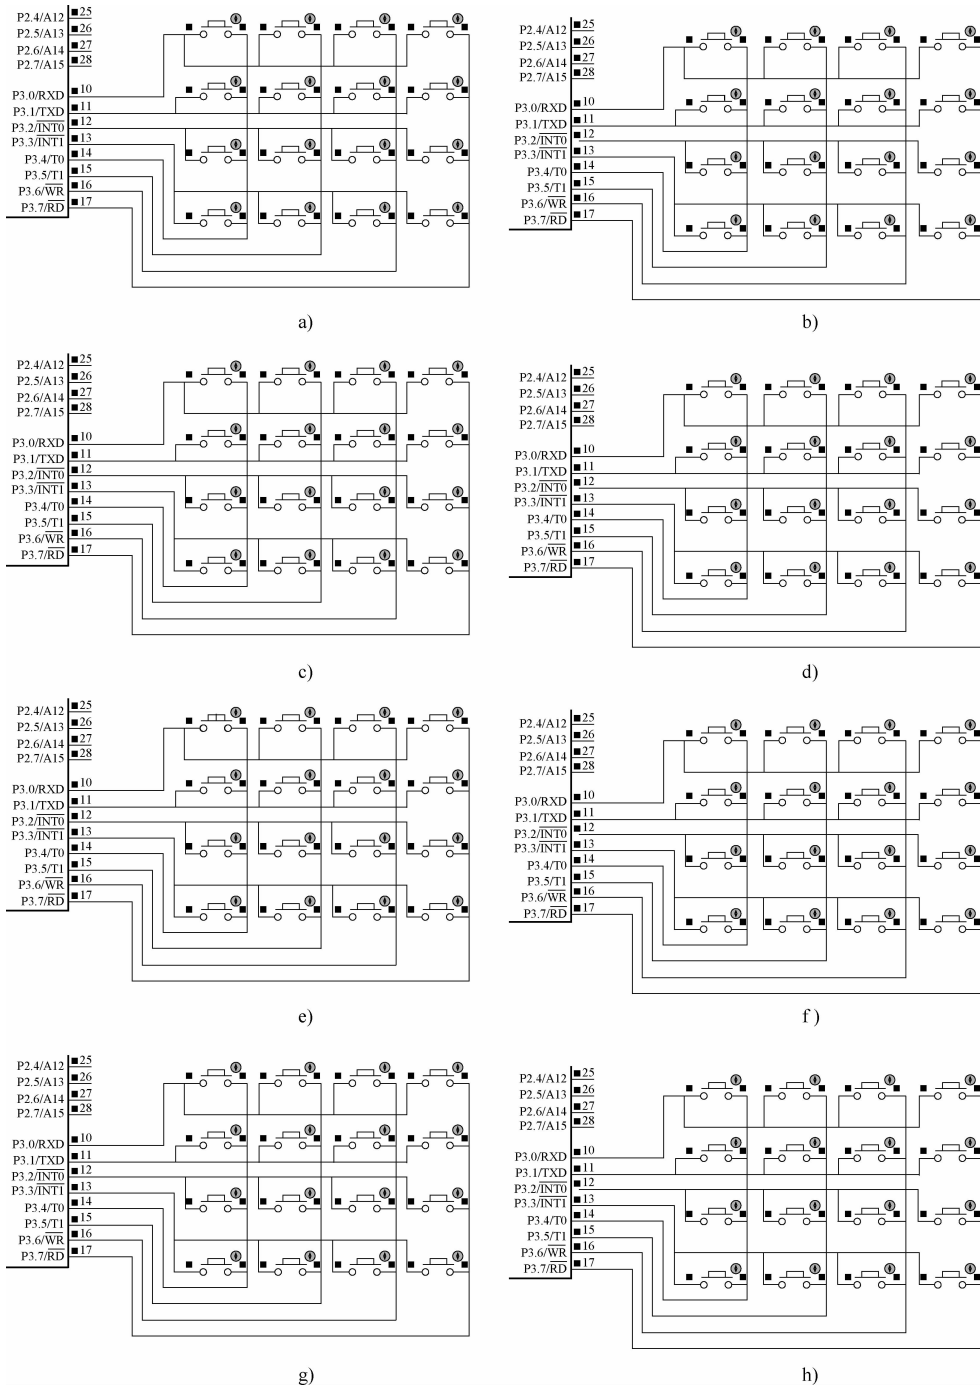 P2.4/A12 25
P2.5/A13 26
P2.6/A14 27
P2.7/A15 28
P3.0/RXD 10
P3.1/TXD 11
P3.2/INT0 12
P3.3/INT1 13
P3.4/T0 14
P3.5/T1 15
P3.6/WR 16
P3.7/RD 17
a)
P2.4/A12 25
P2.5/A13 26
P2.6/A14 27
P2.7/A15 28
P3.0/RXD 10
P3.1/TXD 11
P3.2/INT0 12
P3.3/INT1 13
P3.4/T0 14
P3.5/T1 15
P3.6/WR 16
P3.7/RD 17
b)
P2.4/A12 25
P2.5/A13 26
P2.6/A14 27
P2.7/A15 28
P3.0/RXD 10
P3.1/TXD 11
P3.2/INT0 12
P3.3/INT1 13
P3.4/T0 14
P3.5/T1 15
P3.6/WR 16
P3.7/RD 17
c)
P2.4/A12 25
P2.5/A13 26
P2.6/A14 27
P2.7/A15 28
P3.0/RXD 10
P3.1/TXD 11
P3.2/INT0 12
P3.3/INT1 13
P3.4/T0 14
P3.5/T1 15
P3.6/WR 16
P3.7/RD 17
d)
P2.4/A12 25
P2.5/A13 26
P2.6/A14 27
P2.7/A15 28
P3.0/RXD 10
P3.1/TXD 11
P3.2/INT0 12
P3.3/INT1 13
P3.4/T0 14
P3.5/T1 15
P3.6/WR 16
P3.7/RD 17
e)
P2.4/A12 25
P2.5/A13 26
P2.6/A14 27
P2.7/A15 28
P3.0/RXD 10
P3.1/TXD 11
P3.2/INT0 12
P3.3/INT1 13
P3.4/T0 14
P3.5/T1 15
P3.6/WR 16
P3.7/RD 17
f )
P2.4/A12 25
P2.5/A13 26
P2.6/A14 27
P2.7/A15 28
P3.0/RXD 10
P3.1/TXD 11
P3.2/INT0 12
P3.3/INT1 13
P3.4/T0 14
P3.5/T1 15
P3.6/WR 16
P3.7/RD 17
g)
P2.4/A12 25
P2.5/A13 26
P2.6/A14 27
P2.7/A15 28
P3.0/RXD 10
P3.1/TXD 11
P3.2/INT0 12
P3.3/INT1 13
P3.4/T0 14
P3.5/T1 15
P3.6/WR 16
P3.7/RD 17
h)